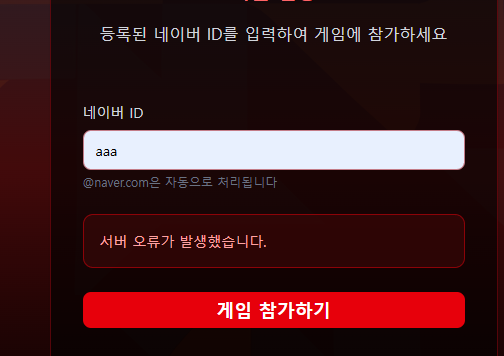 등록된 네이버 ID를 입력하여 게임에 참가하세요
네이버 ID
aaa
@naver.com은 자동으로 처리됩니다
서버 오류가 발생했습니다.
게임 참가하기